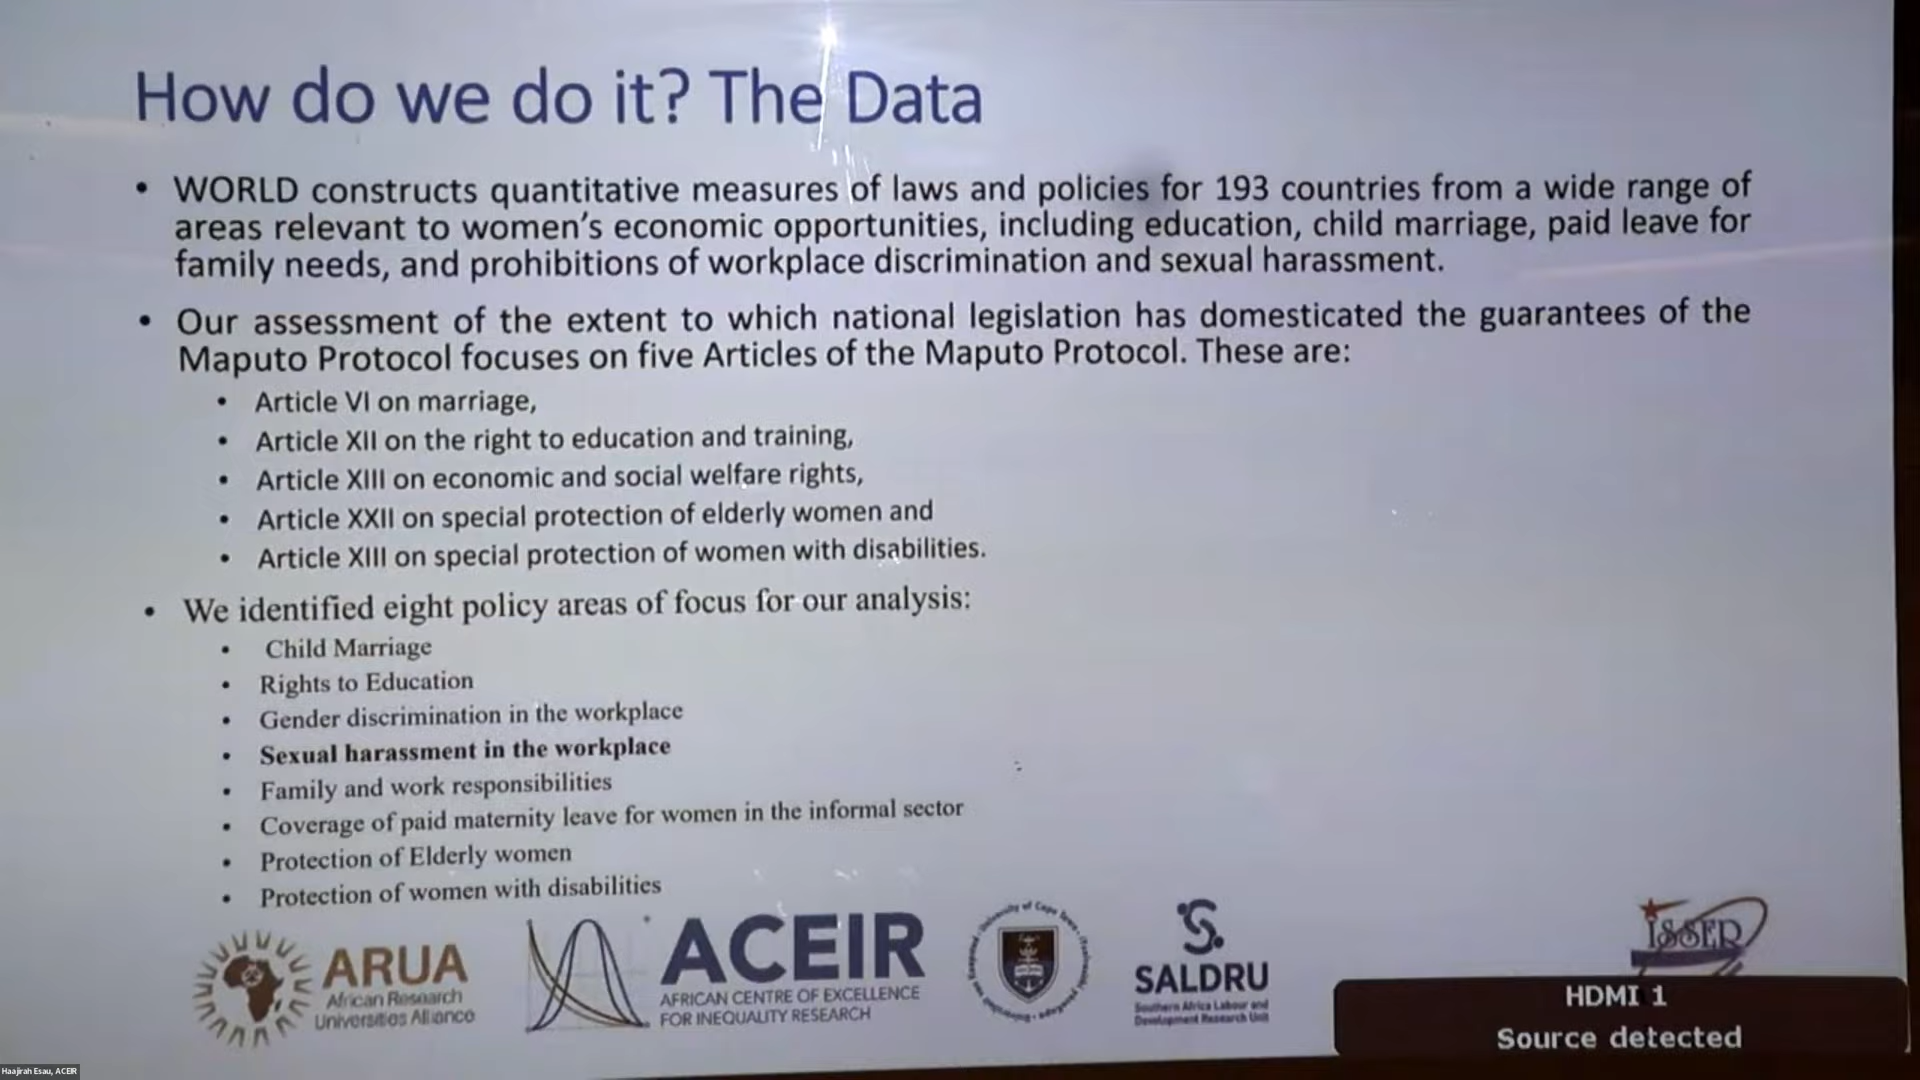 How do we do it? The Data
• WORLD constructs quantitative measures of laws and policies for 193 countries from a wide range of
areas relevant to women's economic opportunities, including education, child marriage, paid leave for
family needs, and prohibitions of workplace discrimination and sexual harassment.
• Our assessment of the extent to which national legislation has domesticated the guarantees of the
Maputo Protocol focuses on five Articles of the Maputo Protocol. These are:
• Article VI on marriage,
• Article XII on the right to education and training,
• Article XIII on economic and social welfare rights,
• Article XXII on special protection of elderly women and
• Article XIII on special protection of women with disabilities.
• We identified eight policy areas of focus for our analysis:
• Child Marriage
• Rights to Education
• Gender discrimination in the workplace
• Sexual harassment in the workplace
• Family and work responsibilities
• Coverage of paid maternity leave for women in the informal sector
• Protection of Elderly women
• Protection of women with disabilities
ARUA
African Research
Universities Alliance
ACEIR
AFRICAN CENTRE OF EXCELLENCE
FOR INEQUALITY RESEARCH
University of Cape Town
SALDRU
Southern Africa Labour and
Development Research Unit
ISSER
HDMI 1
Source detected
Haajirah Esau, ACEIR